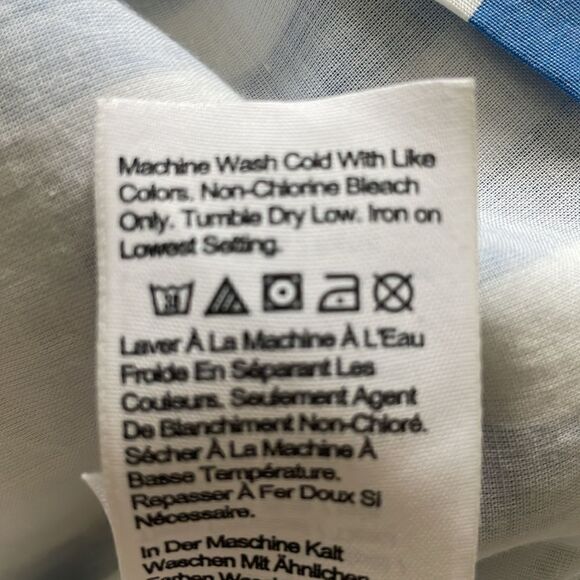 Machine Wash Cold With Like
Colors. Non-Chlorine Bleach
Only. Tumble Dry Low. Iron on
Lowest Setting.
30
Laver À La Machine À L'Eau
Froide En Séparant Les
Couleurs. Seulement Agent
De Blanchiment Non-Chloré.
Sécher À La Machine À
Basse Température.
Repasser À Fer Doux Si
Nécessaire.
In Der Maschine Kalt
Waschen Mit Ähnlichen
Farben